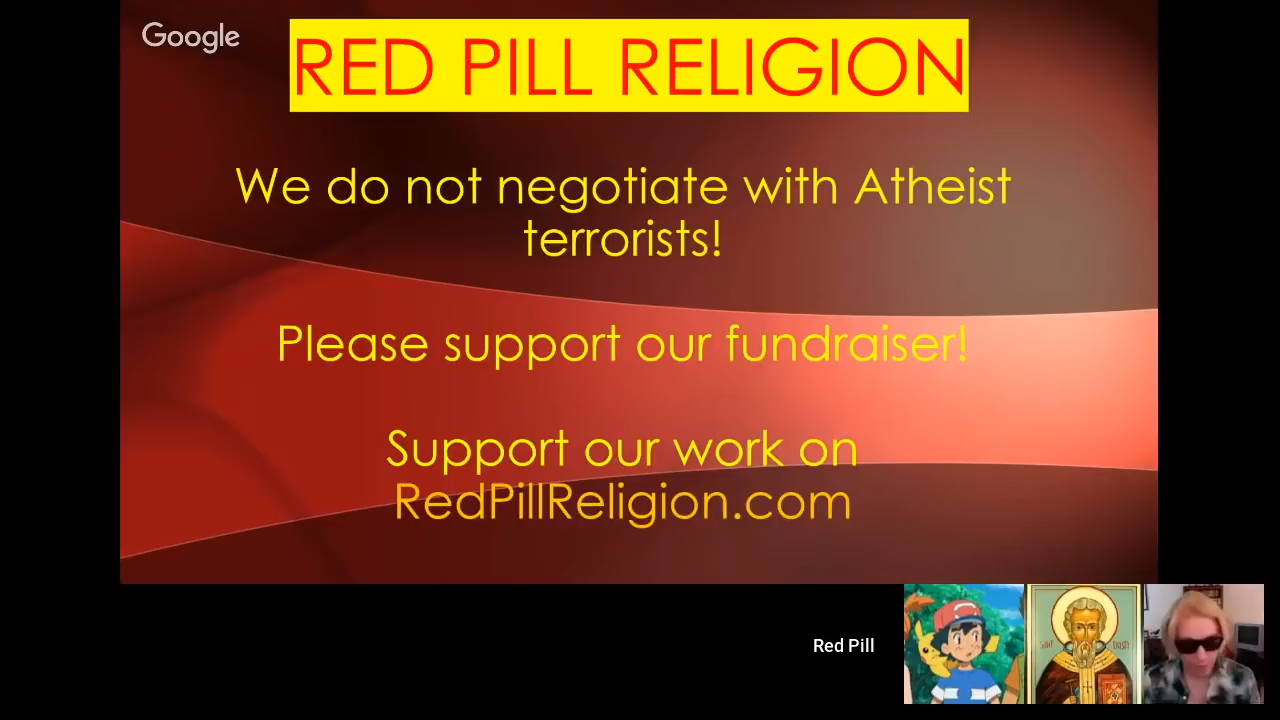 Google
RED PILL RELIGION
We do not negotiate with Atheist
terrorists!
Please support our fundraiser!
Support our work on
RedPillReligion.com
Red Pill